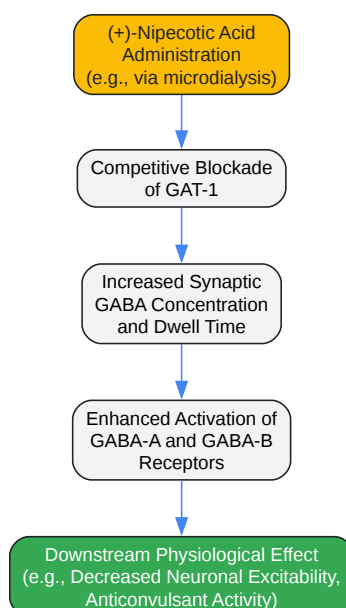 (+)-Nipecotic Acid
Administration
(e.g., via microdialysis)
Competitive Blockade
of GAT-1
Increased Synaptic
GABA Concentration
and Dwell Time
Enhanced Activation of
GABA-A and GABA-B
Receptors
Downstream Physiological Effect
(e.g., Decreased Neuronal Excitability,
Anticonvulsant Activity)